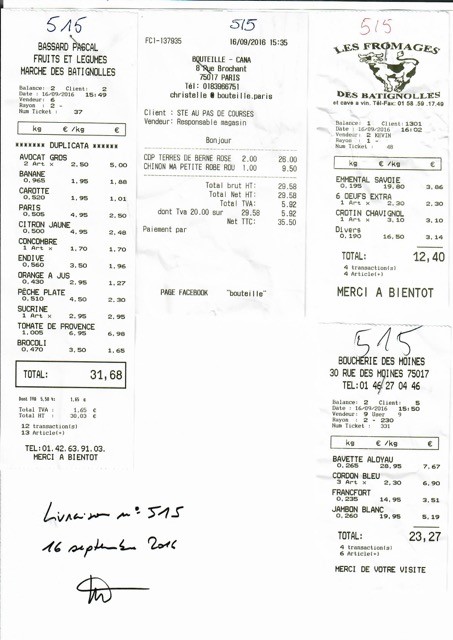 515
BASSARD PASCAL
FRUITS ET LEGUMES
MARCHE DES BATIGNOLLES
Balance: 2 Client: 2
Date : 16/09/2016 15:49
Vendeur: 6
Rayon : 2 -
Num Ticket : 37
kg €/kg €
****** DUPLICATA ******
AVOCAT GROS
2 Art x 2.50 5,00
BANANE
0,965 1,95 1,88
CAROTTE
0,520 1,95 1,01
PARIS
0,505 4,95 2,50
CITRON JAUNE
0,500 4,95 2,48
CONCOMBRE
1 Art x 1,70 1,70
ENDIVE
0,560 3,50 1,96
ORANGE A JUS
0,430 2,95 1,27
PECHE PLATE
0,510 4,50 2,30
SUCRINE
1 Art x 2,95 2,95
TOMATE DE PROVENCE
1,005 6,95 6,98
BROCOLI
0,470 3,50 1,65
TOTAL: 31,68
Dont TVA 5,50 %: 1,65 €
Total TVA : 1,65 €
Total HT : 30,03 €
12 transaction(s)
13 Article(s)
TEL:01.42.63.91.03.
MERCI A BIENTOT
515
FC1-137935 16/09/2016 15:35
BOUTEILLE - CANA
8 Rue Brochant
75017 PARIS
Tél: 0183966751
christelle @ bouteille.paris
Client : STE AU PAS DE COURSES
Vendeur: Responsable magasin
Bonjour
COP TERRES DE BERNE ROSE 2.00 26.00
CHINON MA PETITE ROBE ROU 1.00 9.50
Total brut HT: 29.58
Total Net HT: 29.58
Total TVA: 5.92
dont Tva 20.00 sur 29.58 5.92
Net TTC: 35.50
Paiement par
PAGE FACEBOOK "bouteille"
515
LES FROMAGES
DES BATIGNOLLES
et cave a vin. Tél-Fax: 01 58 .59 .17.49
Balance: 1 Client: 1301
Date : 16/09/2016 16:02
Vendeur : 2 KEVIN
Rayon : 1 -
Num Ticket : 48
kg €/kg €
EMMENTAL SAVOIE
0,195 19,80 3,86
6 OEUFS EXTRA
1 Art x 2,30 2,30
CROTIN CHAVIGNOL
1 Art x 3,10 3,10
Divers
0,190 16,50 3,14
TOTAL: 12,40
4 transaction(s)
4 Article(s)
MERCI A BIENTOT
515
BOUCHERIE DES MOINES
30 RUE DES MOINES 75017
TEL:01 46 27 04 46
Balance: 2 Client: 5
Date : 16/09/2016 15:50
Vendeur : 9 User 9
Rayon : 2 - 230
Num Ticket : 331
kg €/kg €
BAVETTE ALOYAU
0,265 28,95 7,67
CORDON BLEU
3 Art x 2,30 6,90
FRANCFORT
0,235 14,95 3,51
JAMBON BLANC
0,260 19,95 5,19
TOTAL: 23,27
4 transaction(s)
6 Article(s)
MERCI DE VOTRE VISITE
Livraison n° 515
16 septembre 2016